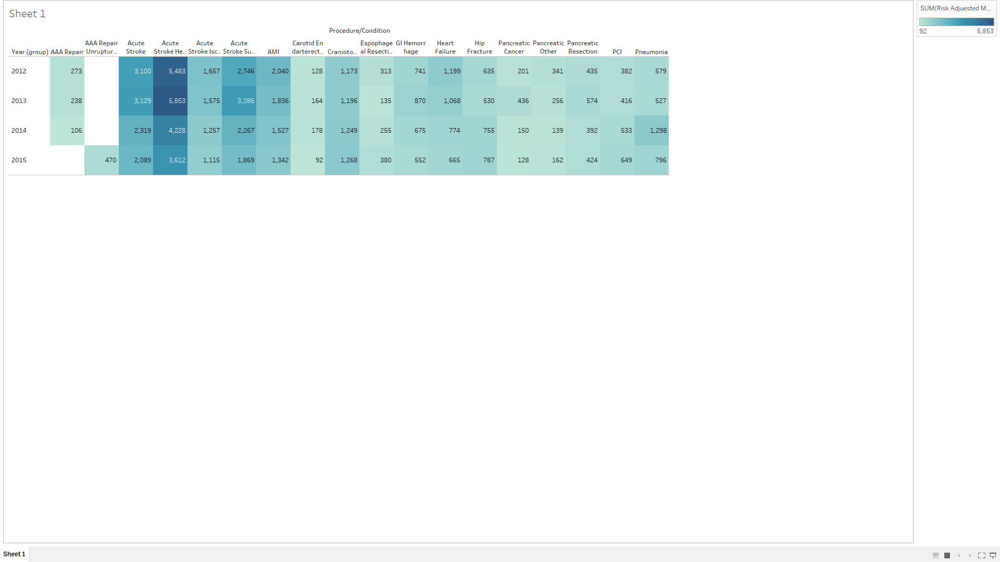 Sheet 1
SUM(Risk Adjuested M...
92 5,853
Procedure/Condition
Year (group) AAA Repair AAA Repair Unruptur.. Acute Stroke Acute Stroke He.. Acute Stroke Isc.. Acute Stroke Su.. AMI Carotid En darterect.. Cranioto.. Espophage al Resecti.. GI Hemorr hage Heart Failure Hip Fracture Pancreatic Cancer Pancreatic Other Pancreatic Resection PCI Pneumonia
2012 273 3,100 5,483 1,657 2,746 2,040 128 1,173 313 741 1,199 635 201 341 435 382 579
2013 238 3,129 5,853 1,575 3,286 1,836 164 1,196 135 870 1,068 530 436 256 574 416 527
2014 106 2,319 4,228 1,257 2,267 1,527 178 1,249 255 675 774 755 150 139 392 533 1,298
2015 470 2,089 3,612 1,115 1,869 1,342 92 1,268 380 552 665 787 128 162 424 649 796
Sheet 1